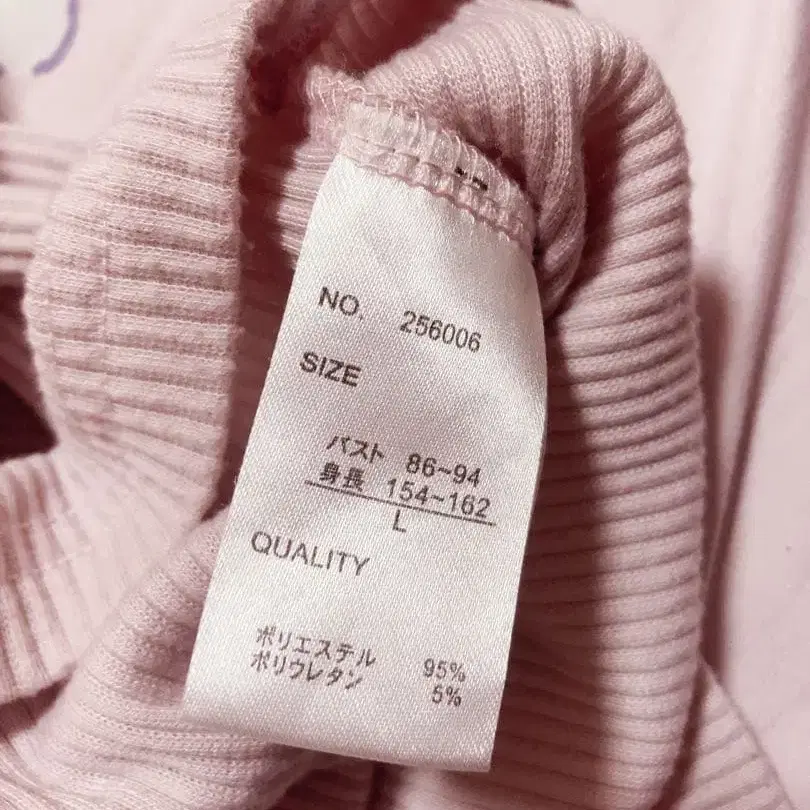 NO. 256006
SIZE
バスト 86~94
身長 154~162
L
QUALITY
ポリエステル 95%
ポリウレタン 5%